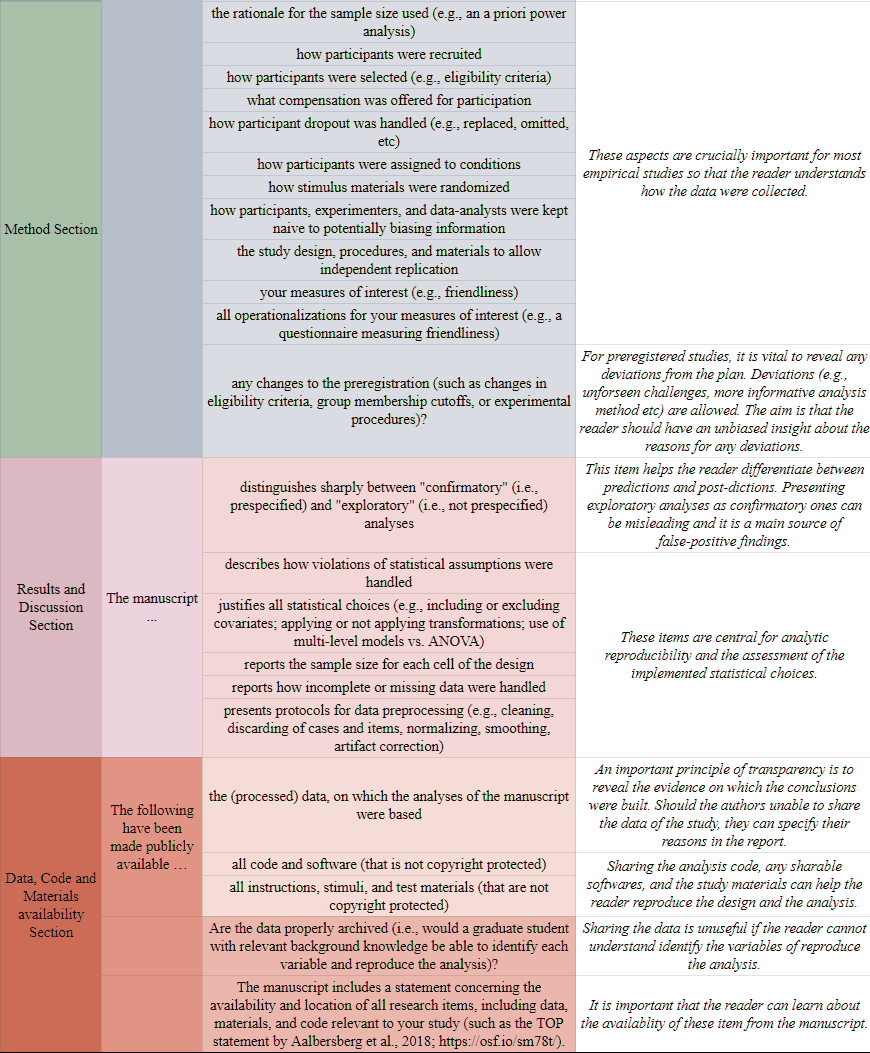 the rationale for the sample size used (e.g., an a priori power
analysis)
how participants were recruited
how participants were selected (e.g., eligibility criteria)
what compensation was offered for participation
how participant dropout was handled (e.g., replaced, omitted,
etc)
how participants were assigned to conditions
how stimulus materials were randomized
how participants, experimenters, and data-analysts were kept
naive to potentially biasing information
the study design, procedures, and materials to allow
independent replication
your measures of interest (e.g., friendliness)
all operationalizations for your measures of interest (e.g., a
questionnaire measuring friendliness)
These aspects are crucially important for most
empirical studies so that the reader understands
how the data were collected.
Method Section
any changes to the preregistration (such as changes in
eligibility criteria, group membership cutoffs, or experimental
procedures)?
For preregistered studies, it is vital to reveal any
deviations from the plan. Deviations (e.g.,
unforseen challenges, more informative analysis
method etc) are allowed. The aim is that the
reader should have an unbiased insight about the
reasons for any deviations.
Results and
Discussion
Section
The manuscript
...
distinguishes sharply between "confirmatory" (i.e.,
prespecified) and "exploratory" (i.e., not prespecified)
analyses
This item helps the reader differentiate between
predictions and post-dictions. Presenting
exploratory analyses as confirmatory ones can
be misleading and it is a main source of
false-positive findings.
describes how violations of statistical assumptions were
handled
justifies all statistical choices (e.g., including or excluding
covariates; applying or not applying transformations; use of
multi-level models vs. ANOVA)
reports the sample size for each cell of the design
reports how incomplete or missing data were handled
presents protocols for data preprocessing (e.g., cleaning,
discarding of cases and items, normalizing, smoothing,
artifact correction)
These items are central for analytic
reproducibility and the assessment of the
implemented statistical choices.
Data, Code and
Materials
availability
Section
The following
have been
made publicly
available …
the (processed) data, on which the analyses of the manuscript
were based
An important principle of transparency is to
reveal the evidence on which the conclusions
were built. Should the authors unable to share
the data of the study, they can specify their
reasons in the report.
all code and software (that is not copyright protected)
all instructions, stimuli, and test materials (that are not
copyright protected)
Sharing the analysis code, any sharable
softwares, and the study materials can help the
reader reproduce the design and the analysis.
Are the data properly archived (i.e., would a graduate student
with relevant background knowledge be able to identify each
variable and reproduce the analysis)?
Sharing the data is unuseful if the reader cannot
understand identify the variables of reproduce
the analysis.
The manuscript includes a statement concerning the
availability and location of all research items, including data,
materials, and code relevant to your study (such as the TOP
statement by Aalbersberg et al., 2018; https://osf.io/sm78t/).
It is important that the reader can learn about
the availablity of these item from the manuscript.